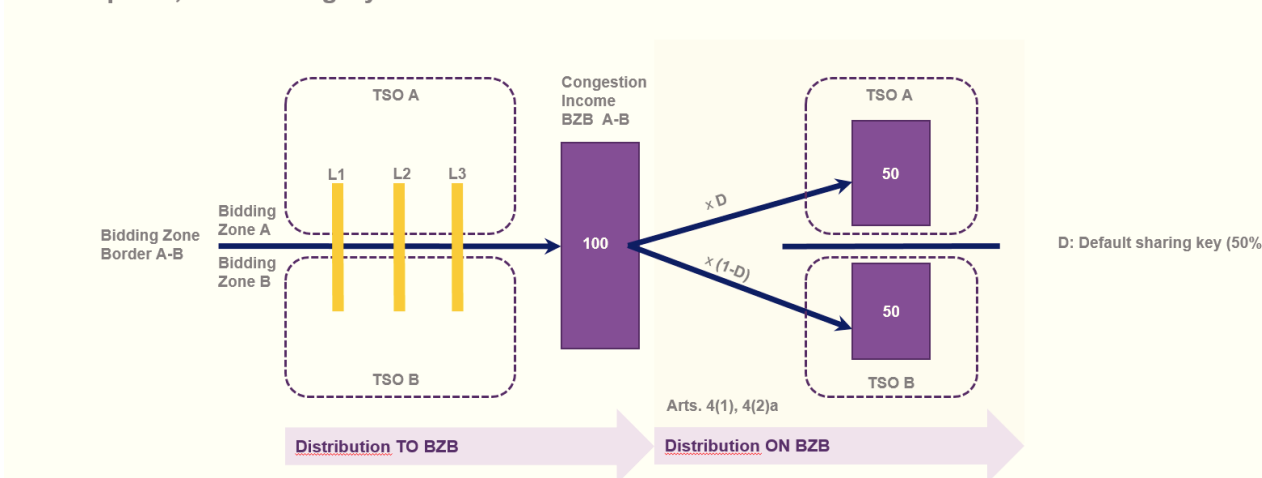 TSO A
L1
L2
L3
Bidding
Zone A
Bidding Zone
Border A-B
Bidding
Zone B
TSO B
Congestion
Income
BZB A-B
100
x D
x (1-D)
TSO A
50
50
TSO B
D: Default sharing key (50%
Arts. 4(1), 4(2)a
Distribution TO BZB
Distribution ON BZB